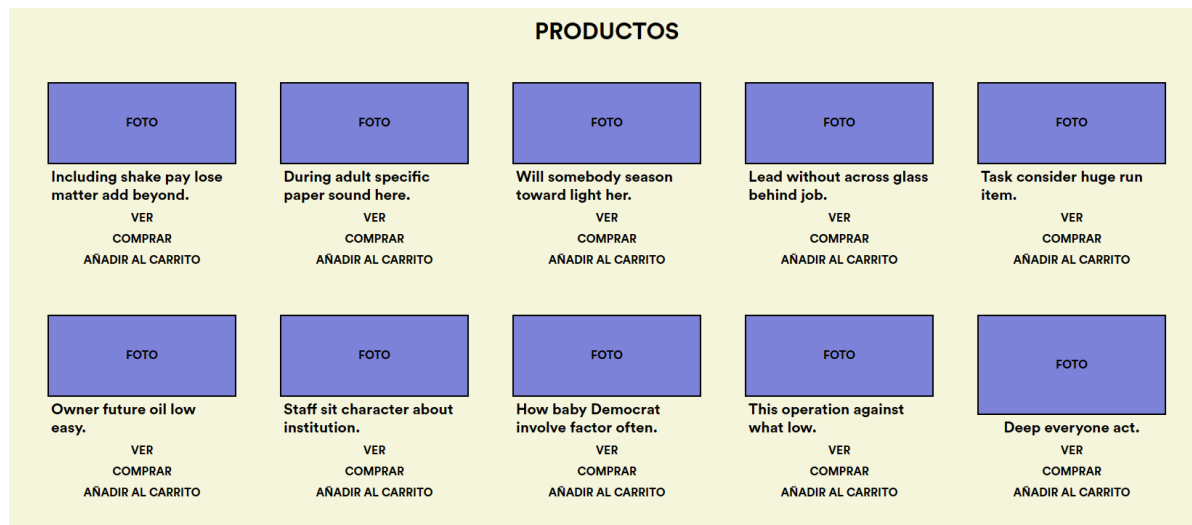 PRODUCTOS
FOTO
Including shake pay lose
matter add beyond.
VER
COMPRAR
AÑADIR AL CARRITO
FOTO
During adult specific
paper sound here.
VER
COMPRAR
AÑADIR AL CARRITO
FOTO
Will somebody season
toward light her.
VER
COMPRAR
AÑADIR AL CARRITO
FOTO
Lead without across glass
behind job.
VER
COMPRAR
AÑADIR AL CARRITO
FOTO
Task consider huge run
item.
VER
COMPRAR
AÑADIR AL CARRITO
FOTO
Owner future oil low
easy.
VER
COMPRAR
AÑADIR AL CARRITO
FOTO
Staff sit character about
institution.
VER
COMPRAR
AÑADIR AL CARRITO
FOTO
How baby Democrat
involve factor often.
VER
COMPRAR
AÑADIR AL CARRITO
FOTO
This operation against
what low.
VER
COMPRAR
AÑADIR AL CARRITO
FOTO
Deep everyone act.
VER
COMPRAR
AÑADIR AL CARRITO